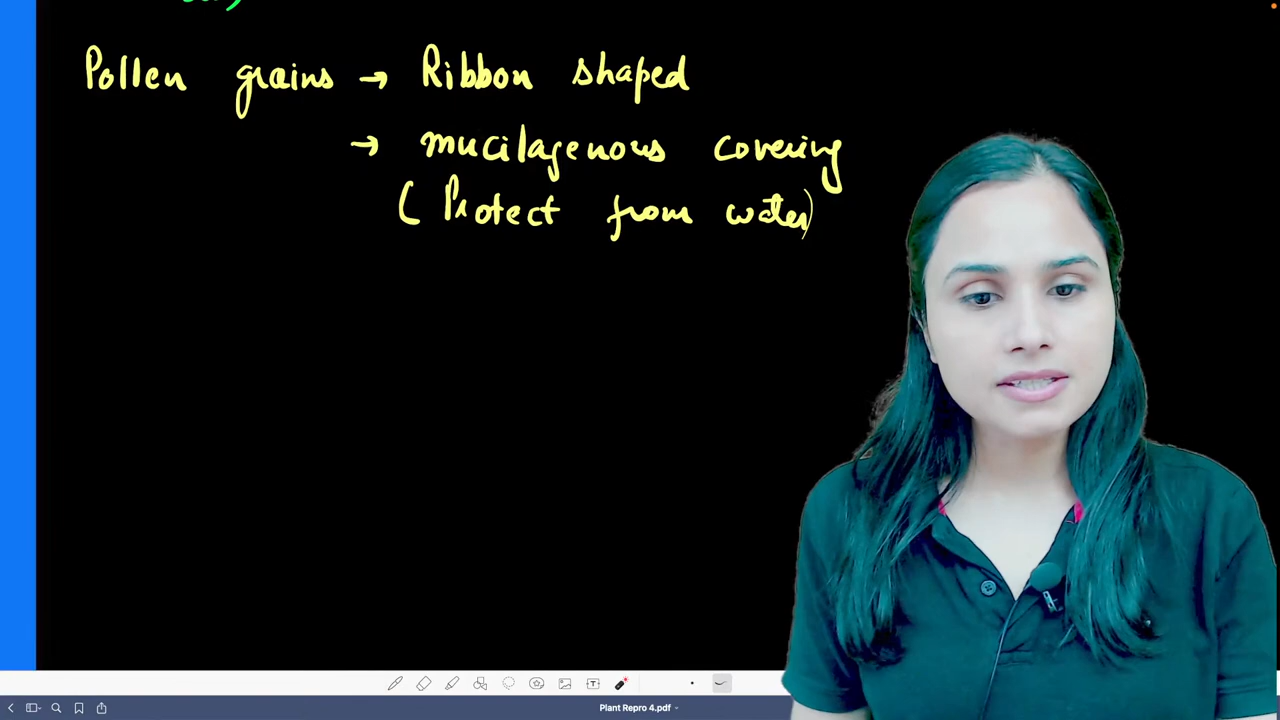 Pollen grains → Ribbon shaped
→ mucilagenous covering
(Protect from water)
Plant Repro 4.pdf